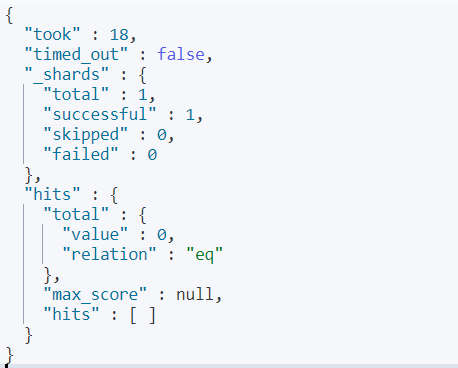 {
  "took" : 18,
  "timed_out" : false,
  "_shards" : {
    "total" : 1,
    "successful" : 1,
    "skipped" : 0,
    "failed" : 0
  },
  "hits" : {
    "total" : {
      "value" : 0,
      "relation" : "eq"
    },
    "max_score" : null,
    "hits" : [ ]
  }
}